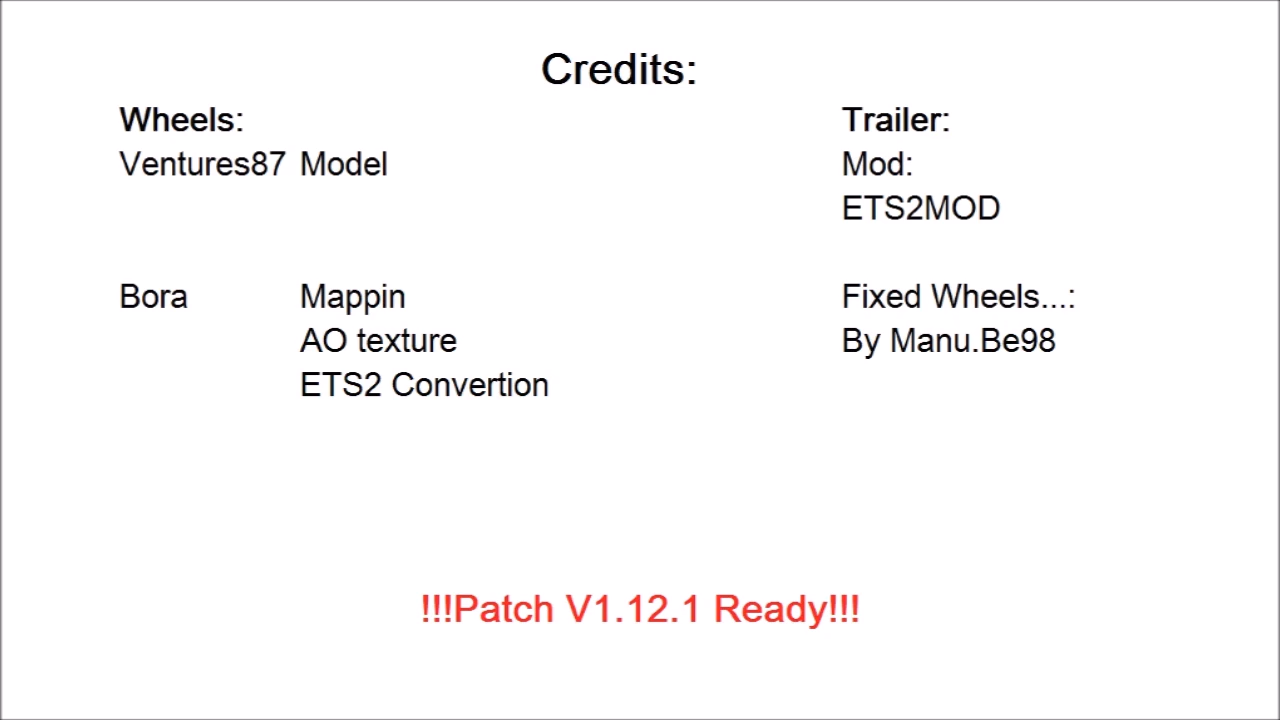 Credits:
Wheels:
Ventures87 Model
Bora Mappin
AO texture
ETS2 Convertion
Trailer:
Mod:
ETS2MOD
Fixed Wheels...:
By Manu.Be98
!!!Patch V1.12.1 Ready!!!